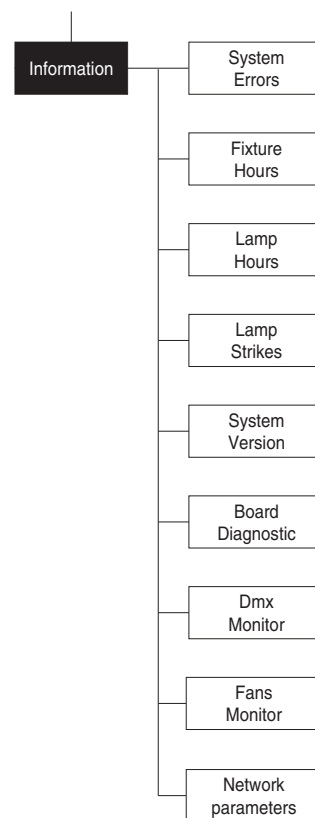 Information
System
Errors
Fixture
Hours
Lamp
Hours
Lamp
Strikes
System
Version
Board
Diagnostic
Dmx
Monitor
Fans
Monitor
Network
parameters